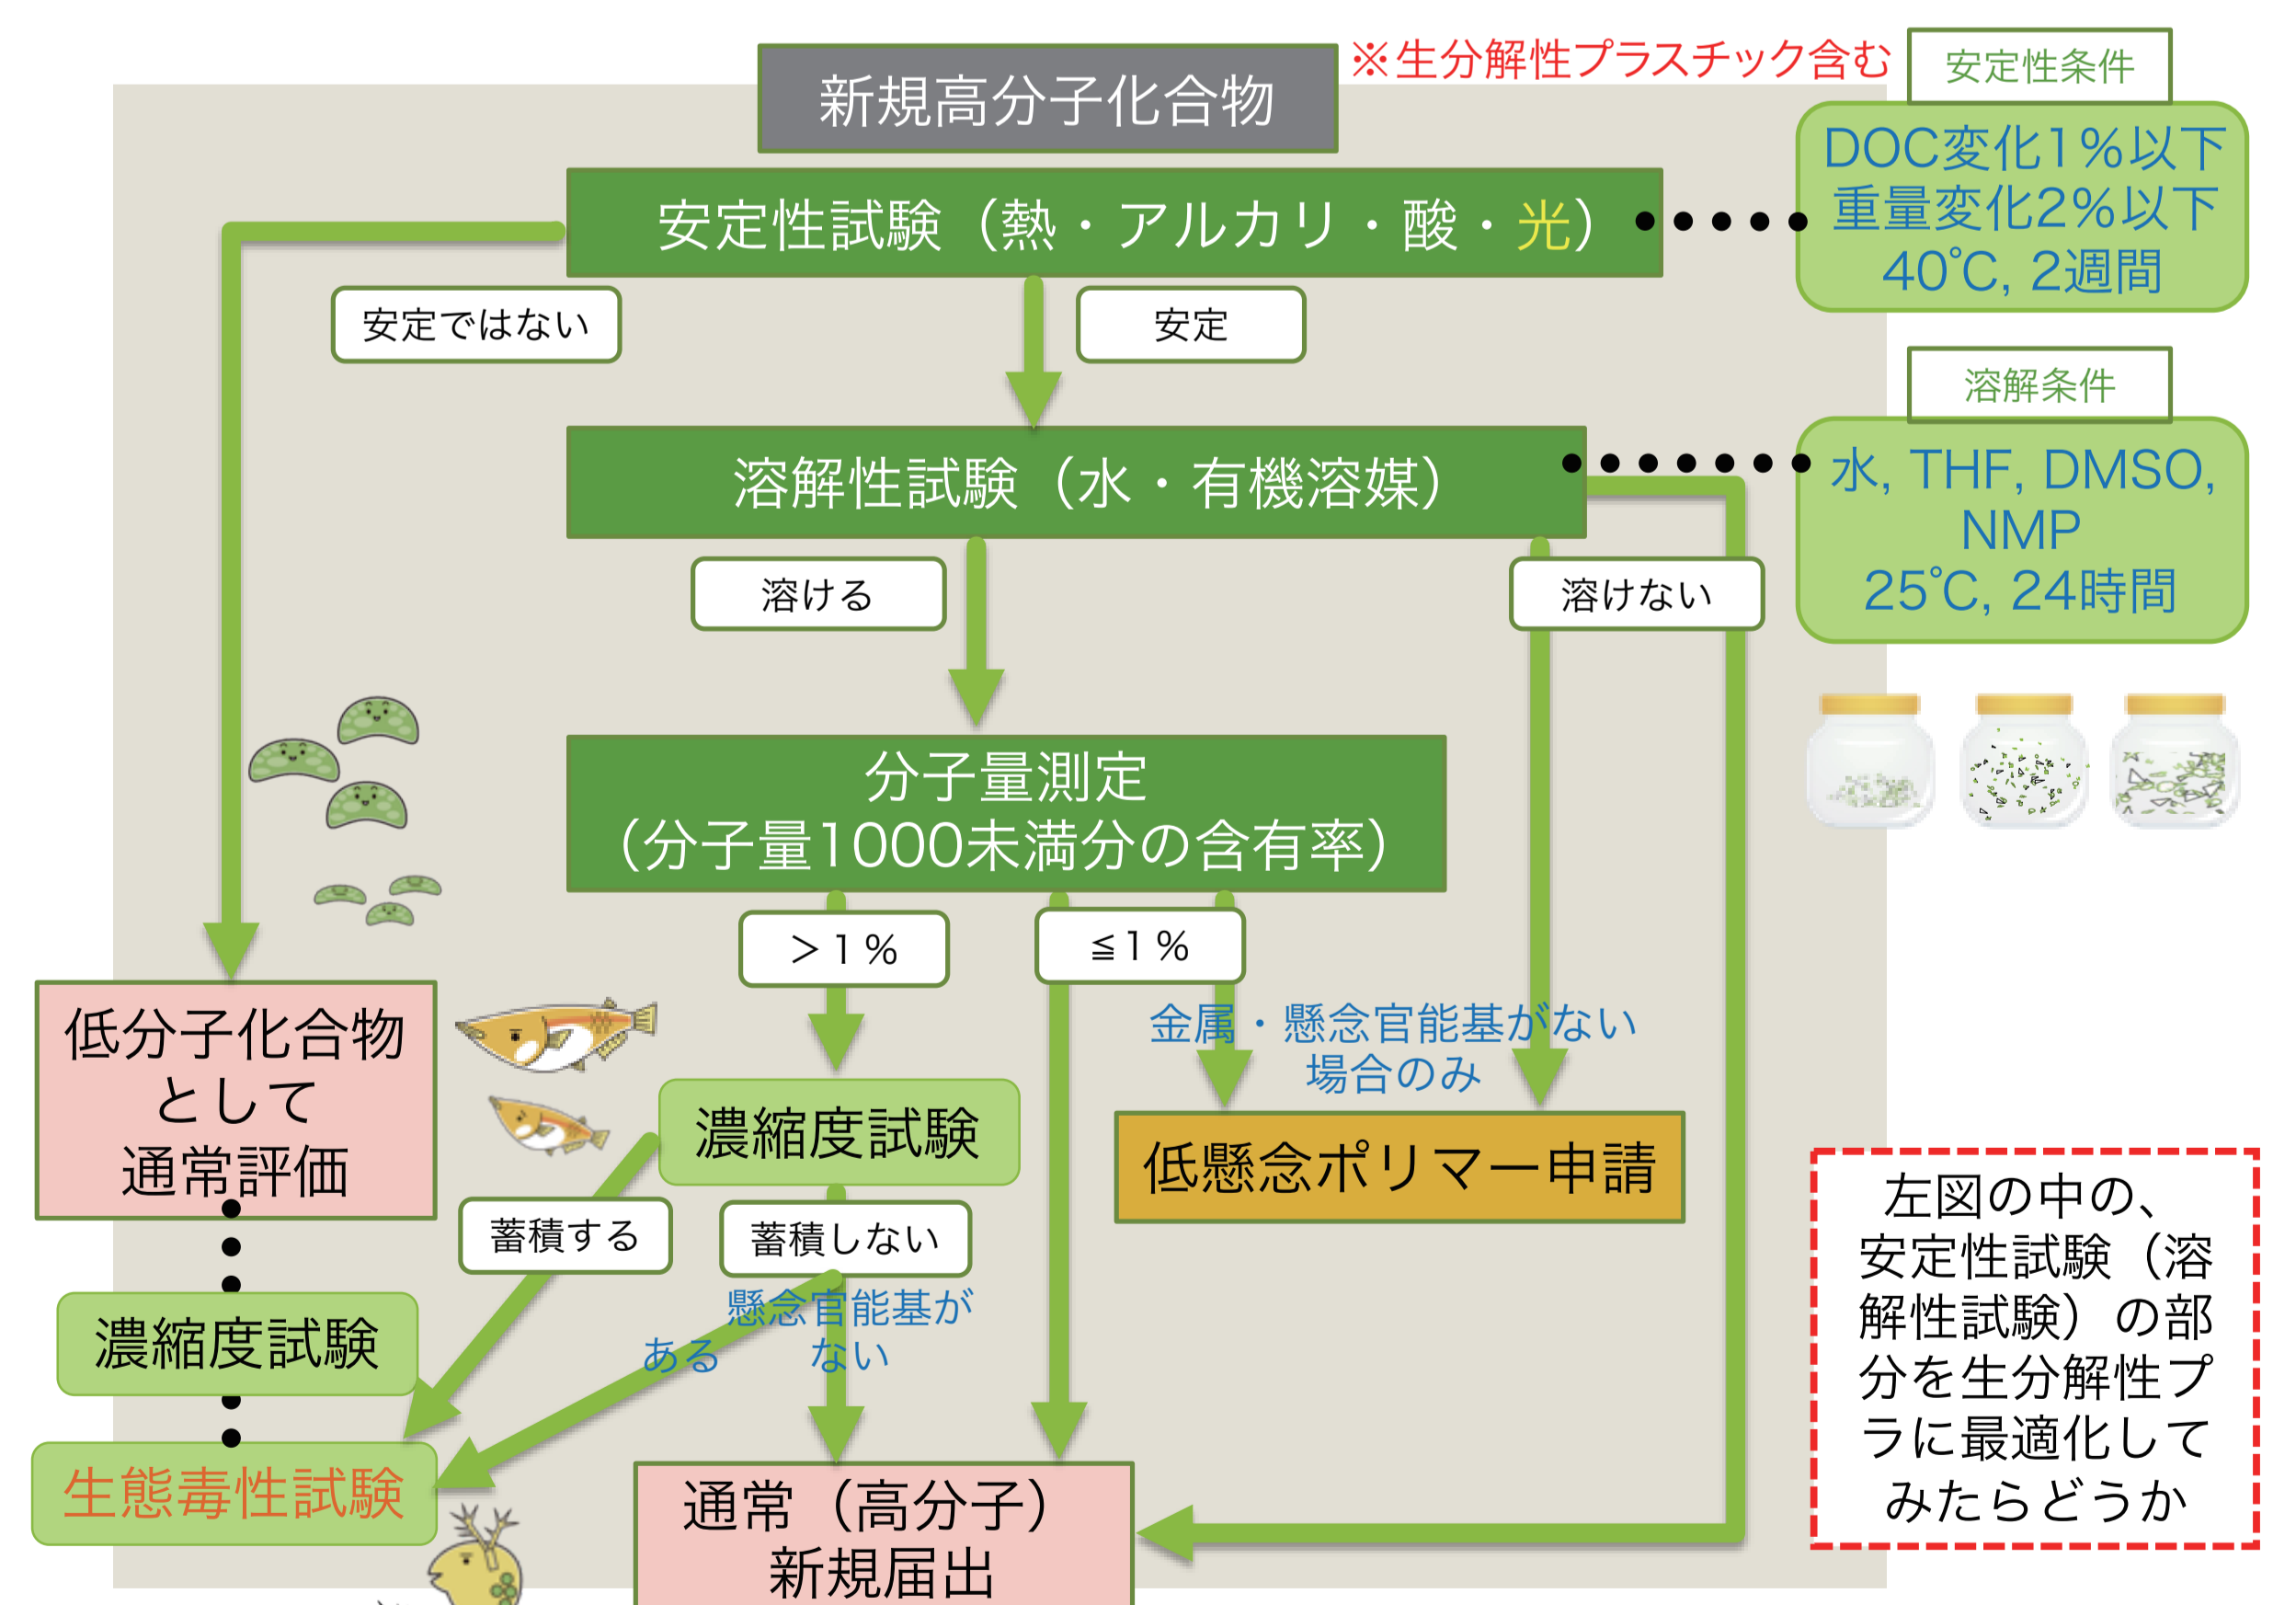 新規高分子化合物
※生分解性プラスチック含む
安定性条件
DOC変化1%以下
重量変化2%以下
40℃, 2週間
安定性試験（熱・アルカリ・酸・光）
安定ではない
安定
溶解条件
水, THF, DMSO,
NMP
25℃, 24時間
溶解性試験（水・有機溶媒）
溶ける
溶けない
分子量測定
（分子量1000未満分の含有率）
＞1％
≦1％
金属・懸念官能基がない
場合のみ
低分子化合物
として
通常評価
濃縮度試験
低懸念ポリマー申請
蓄積する
蓄積しない
懸念官能基が
ある
ない
濃縮度試験
生態毒性試験
通常（高分子）
新規届出
左図の中の、
安定性試験（溶
解性試験）の部
分を生分解性プ
ラに最適化して
みたらどうか